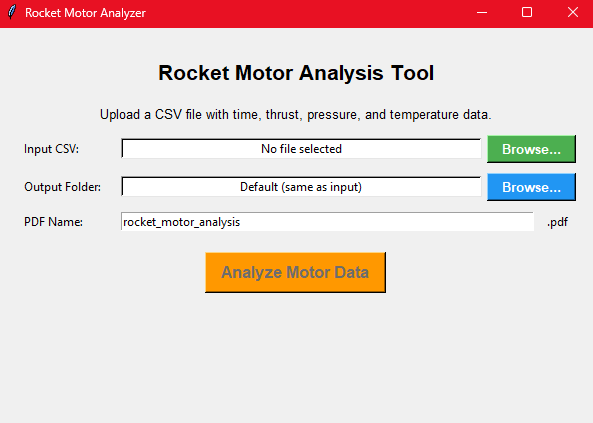 Rocket Motor Analyzer
Rocket Motor Analysis Tool
Upload a CSV file with time, thrust, pressure, and temperature data.
Input CSV: No file selected Browse...
Output Folder: Default (same as input) Browse...
PDF Name: rocket_motor_analysis .pdf
Analyze Motor Data